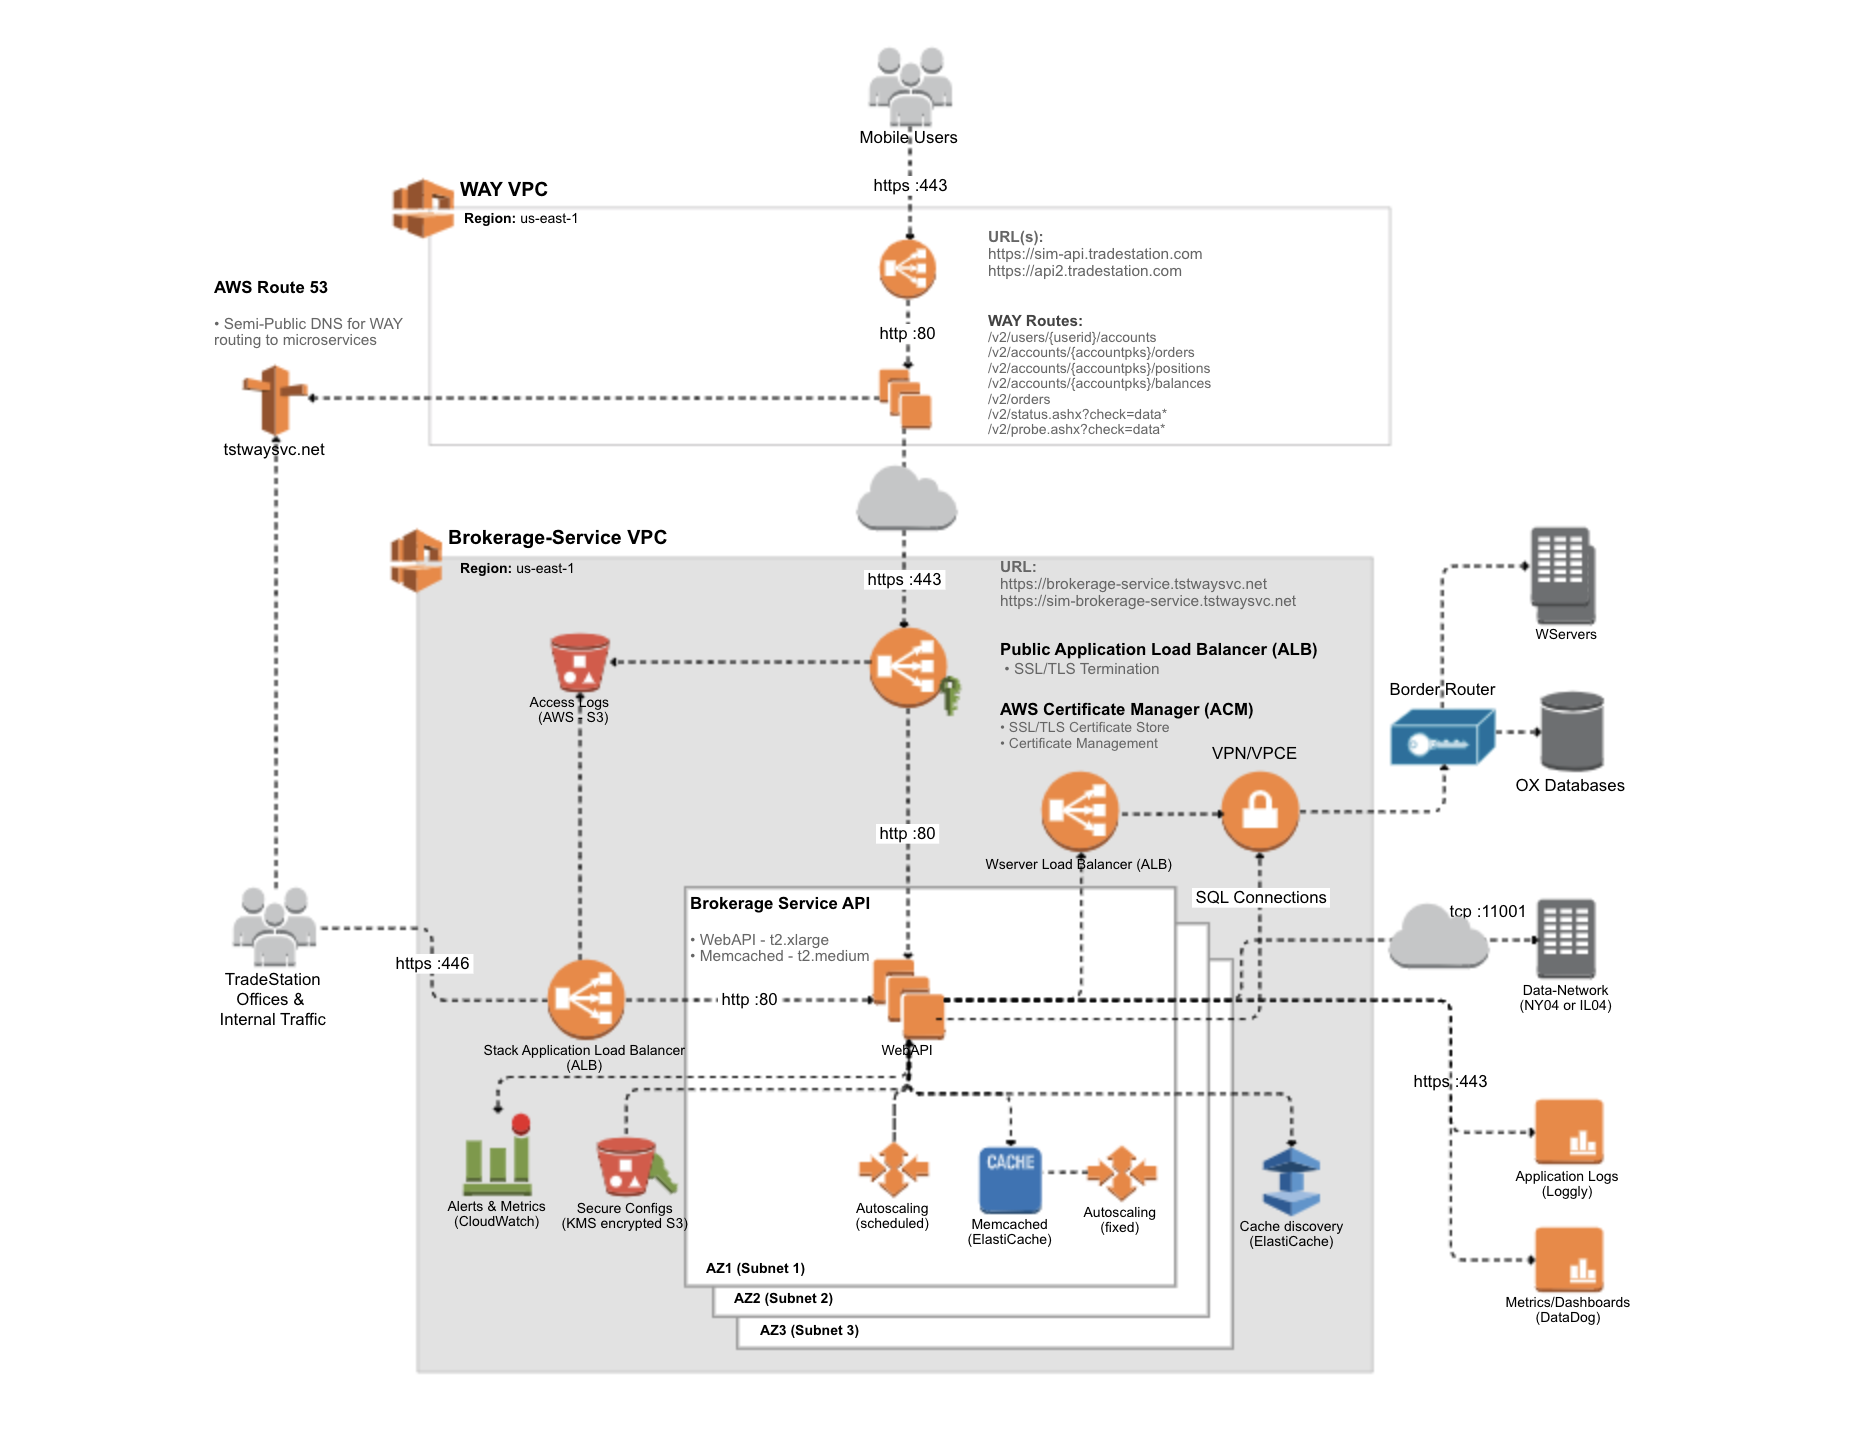 Mobile Users
https :443
WAY VPC
Region: us-east-1
URL(s):
https://sim-api.tradestation.com
https://api2.tradestation.com
AWS Route 53
• Semi-Public DNS for WAY
routing to microservices
http :80
WAY Routes:
/v2/users/{userid}/accounts
/v2/accounts/{accountpks}/orders
/v2/accounts/{accountpks}/positions
/v2/accounts/{accountpks}/balances
/v2/orders
/v2/status.ashx?check=data*
/v2/probe.ashx?check=data*
tstwaysvc.net
Brokerage-Service VPC
Region: us-east-1
https :443
URL:
https://brokerage-service.tstwaysvc.net
https://sim-brokerage-service.tstwaysvc.net
WServers
Public Application Load Balancer (ALB)
• SSL/TLS Termination
Access Logs
(AWS - S3)
AWS Certificate Manager (ACM)
• SSL/TLS Certificate Store
• Certificate Management
Border Router
VPN/VPCE
OX Databases
http :80
Wserver Load Balancer (ALB)
SQL Connections
Brokerage Service API
• WebAPI - t2.xlarge
• Memcached - t2.medium
tcp :11001
https :446
TradeStation
Offices &
Internal Traffic
http :80
Data-Network
(NY04 or IL04)
Stack Application Load Balancer
(ALB)
WebAPI
https :443
Alerts & Metrics
(CloudWatch)
Secure Configs
(KMS encrypted S3)
Autoscaling
(scheduled)
CACHE
Memcached
(ElastiCache)
Autoscaling
(fixed)
Cache discovery
(ElastiCache)
Application Logs
(Loggly)
AZ1 (Subnet 1)
AZ2 (Subnet 2)
AZ3 (Subnet 3)
Metrics/Dashboards
(DataDog)